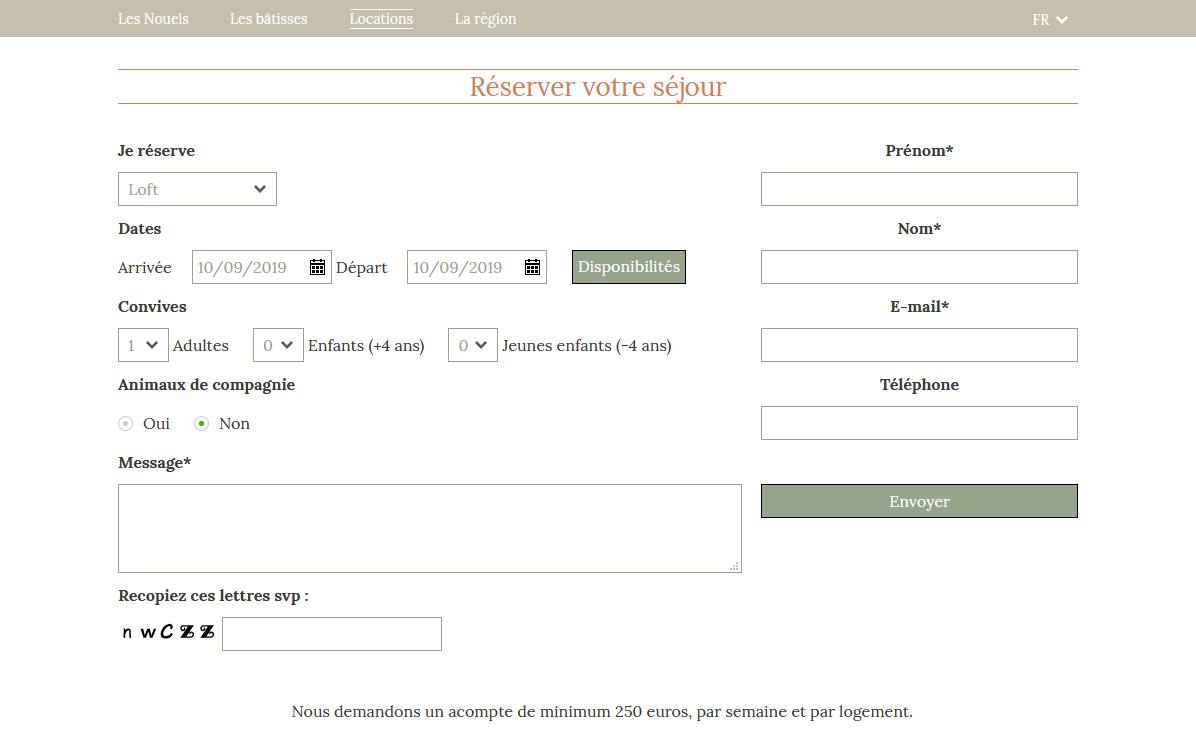 Les Nouels Les bâtisses Locations La région FR
Réserver votre séjour
Je réserve
Loft
Dates
Arrivée 10/09/2019 Départ 10/09/2019 Disponibilités
Convives
1 Adultes 0 Enfants (+4 ans) 0 Jeunes enfants (-4 ans)
Animaux de compagnie
Oui Non
Message*
Recopiez ces lettres svp :
n w C Z Z
Prénom*
Nom*
E-mail*
Téléphone
Envoyer
Nous demandons un acompte de minimum 250 euros, par semaine et par logement.